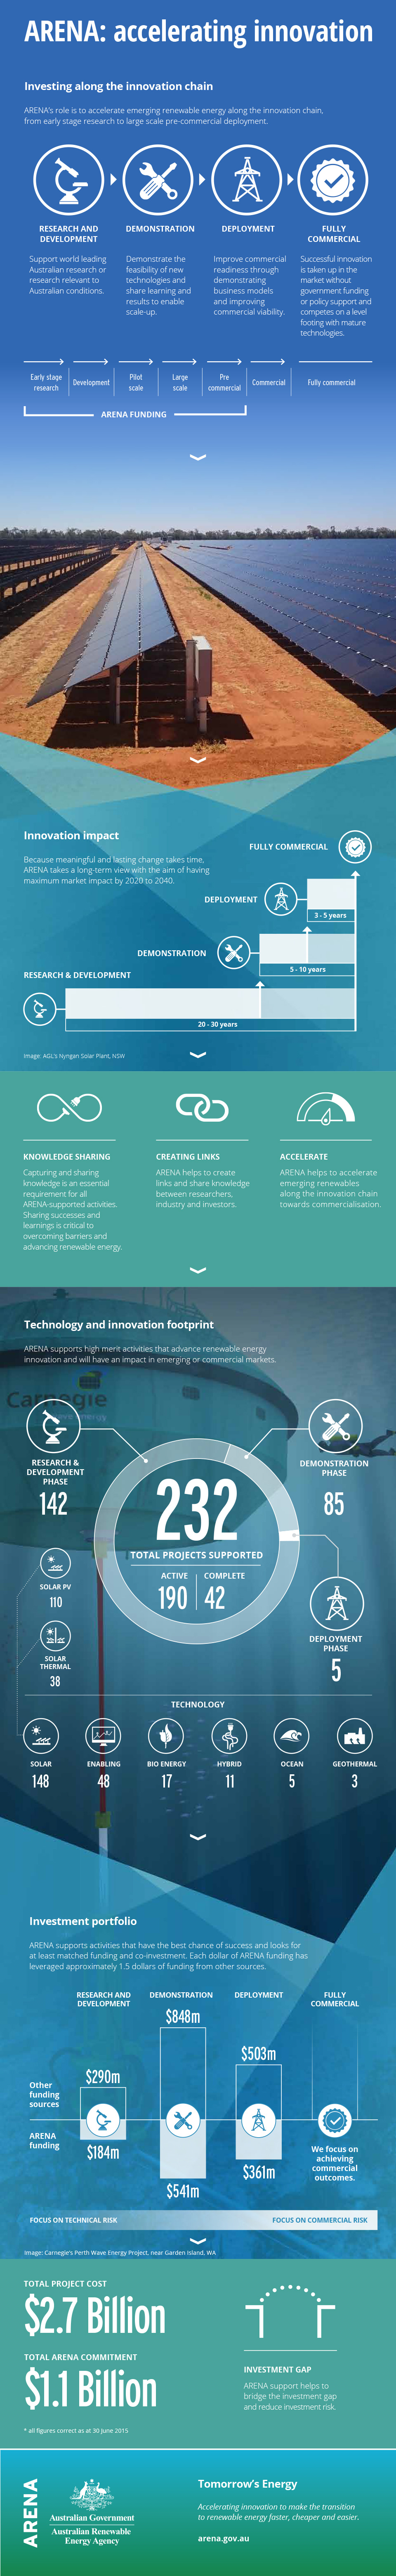 ARENA: accelerating innovation
Investing along the innovation chain
ARENA's role is to accelerate emerging renewable energy along the innovation chain,
from early stage research to large scale pre-commercial deployment.
RESEARCH AND
DEVELOPMENT
Support world leading
Australian research or
research relevant to
Australian conditions.
DEMONSTRATION
Demonstrate the
feasibility of new
technologies and
share learning and
results to enable
scale-up.
DEPLOYMENT
Improve commercial
readiness through
demonstrating
business models
and improving
commercial viability.
FULLY
COMMERCIAL
Successful innovation
is taken up in the
market without
government funding
or policy support and
competes on a level
footing with mature
technologies.
Early stage
research
Development
Pilot
scale
Large
scale
Pre
commercial
Commercial
Fully commercial
ARENA FUNDING
Innovation impact
Because meaningful and lasting change takes time,
ARENA takes a long-term view with the aim of having
maximum market impact by 2020 to 2040.
FULLY COMMERCIAL
DEPLOYMENT
3 - 5 years
DEMONSTRATION
5 - 10 years
RESEARCH & DEVELOPMENT
20 - 30 years
Image: AGL's Nyngan Solar Plant, NSW
KNOWLEDGE SHARING
Capturing and sharing
knowledge is an essential
requirement for all
ARENA-supported activities.
Sharing successes and
learnings is critical to
overcoming barriers and
advancing renewable energy.
CREATING LINKS
ARENA helps to create
links and share knowledge
between researchers,
industry and investors.
ACCELERATE
ARENA helps to accelerate
emerging renewables
along the innovation chain
towards commercialisation.
Technology and innovation footprint
ARENA supports high merit activities that advance renewable energy
innovation and will have an impact in emerging or commercial markets.
Carnegie
RESEARCH &
DEVELOPMENT
PHASE
142
DEMONSTRATION
PHASE
85
232
TOTAL PROJECTS SUPPORTED
ACTIVE
190
COMPLETE
42
SOLAR PV
110
SOLAR
THERMAL
38
DEPLOYMENT
PHASE
5
TECHNOLOGY
SOLAR
148
ENABLING
48
BIO ENERGY
17
HYBRID
11
OCEAN
5
GEOTHERMAL
3
Investment portfolio
ARENA supports activities that have the best chance of success and looks for
at least matched funding and co-investment. Each dollar of ARENA funding has
leveraged approximately 1.5 dollars of funding from other sources.
RESEARCH AND
DEVELOPMENT
DEMONSTRATION
DEPLOYMENT
FULLY
COMMERCIAL
$848m
$503m
$290m
Other
funding
sources
ARENA
funding
$184m
$541m
$361m
We focus on
achieving
commercial
outcomes.
FOCUS ON TECHNICAL RISK
FOCUS ON COMMERCIAL RISK
Image: Carnegie's Perth Wave Energy Project, near Garden Island, WA
TOTAL PROJECT COST
$2.7 Billion
TOTAL ARENA COMMITMENT
$1.1 Billion
* all figures correct as at 30 June 2015
INVESTMENT GAP
ARENA support helps to
bridge the investment gap
and reduce investment risk.
ARENA
Australian Government
Australian Renewable
Energy Agency
Tomorrow's Energy
Accelerating innovation to make the transition
to renewable energy faster, cheaper and easier.
arena.gov.au